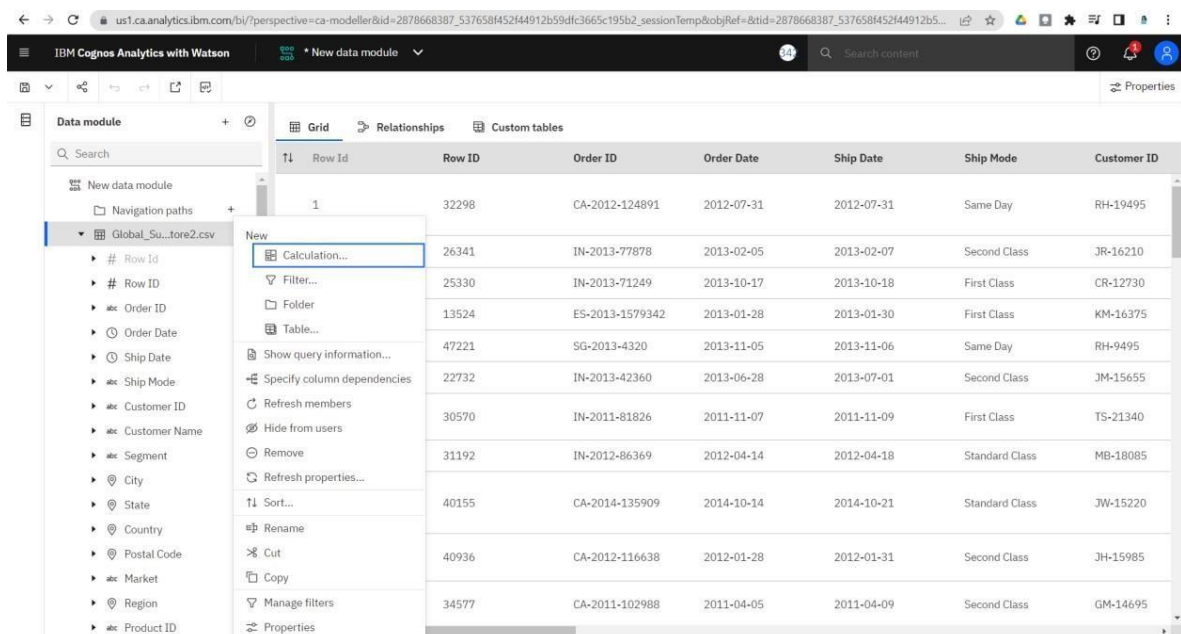 us1.ca.analytics.ibm.com/bi/?perspective=ca-modeller&id=2878668387_537658f452f44912b59dfc3665c195b2_sessionTemp&objRef=&tid=2878668387_537658f452f44912b5...
IBM Cognos Analytics with Watson
* New data module
Search content
1
Properties
Data module
Grid
Relationships
Custom tables
Search
Row Id Row ID Order ID Order Date Ship Date Ship Mode Customer ID
New data module
Navigation paths
Global_Su...tore2.csv
Row Id
Row ID
abc Order ID
Order Date
Ship Date
abc Ship Mode
abc Customer ID
abc Customer Name
abc Segment
City
State
Country
Postal Code
abc Market
Region
abc Product ID
New
Calculation...
Filter...
Folder
Table...
Show query information...
Specify column dependencies
Refresh members
Hide from users
Remove
Refresh properties...
Sort...
Rename
Cut
Copy
Manage filters
Properties
1 32298 CA-2012-124891 2012-07-31 2012-07-31 Same Day RH-19495
26341 IN-2013-77878 2013-02-05 2013-02-07 Second Class JR-16210
25330 IN-2013-71249 2013-10-17 2013-10-18 First Class CR-12730
13524 ES-2013-1579342 2013-01-28 2013-01-30 First Class KM-16375
47221 SG-2013-4320 2013-11-05 2013-11-06 Same Day RH-9495
22732 IN-2013-42360 2013-06-28 2013-07-01 Second Class JM-15655
30570 IN-2011-81826 2011-11-07 2011-11-09 First Class TS-21340
31192 IN-2012-86369 2012-04-14 2012-04-18 Standard Class MB-18085
40155 CA-2014-135909 2014-10-14 2014-10-21 Standard Class JW-15220
40936 CA-2012-116638 2012-01-28 2012-01-31 Second Class JH-15985
34577 CA-2011-102988 2011-04-05 2011-04-09 Second Class GM-14695